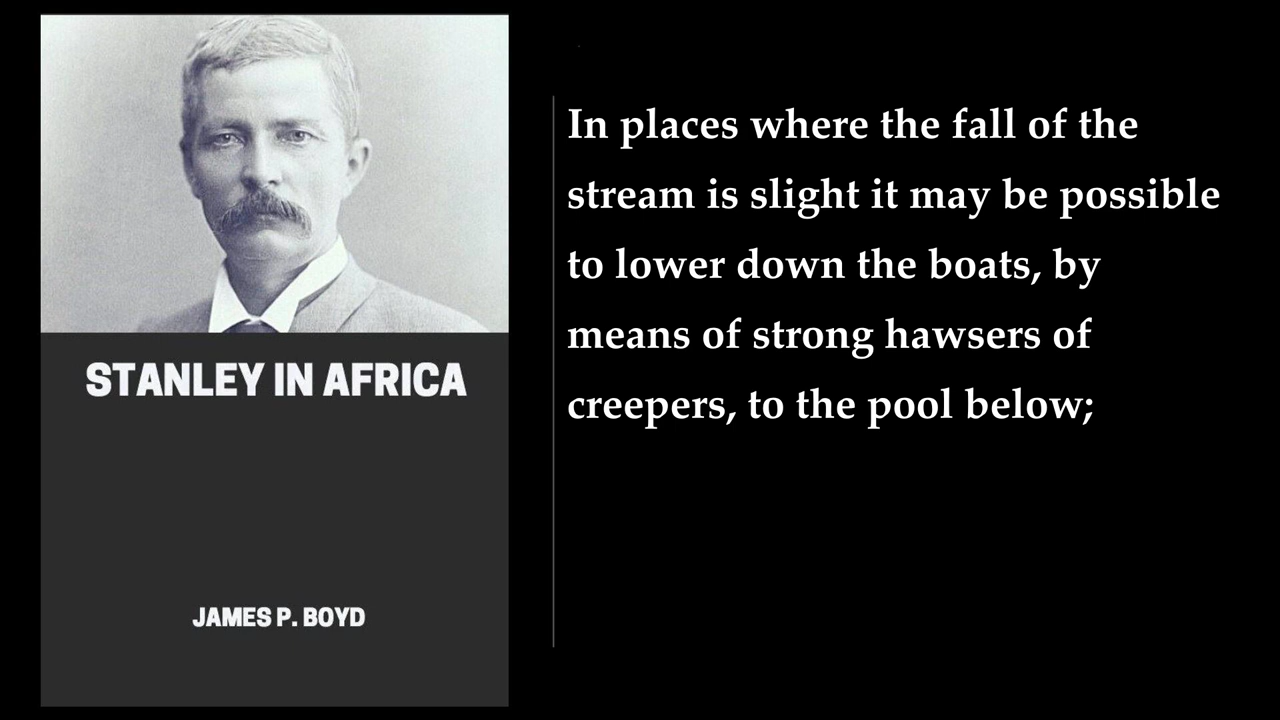 STANLEY IN AFRICA
JAMES P. BOYD
In places where the fall of the
stream is slight it may be possible
to lower down the boats, by
means of strong hawsers of
creepers, to the pool below;